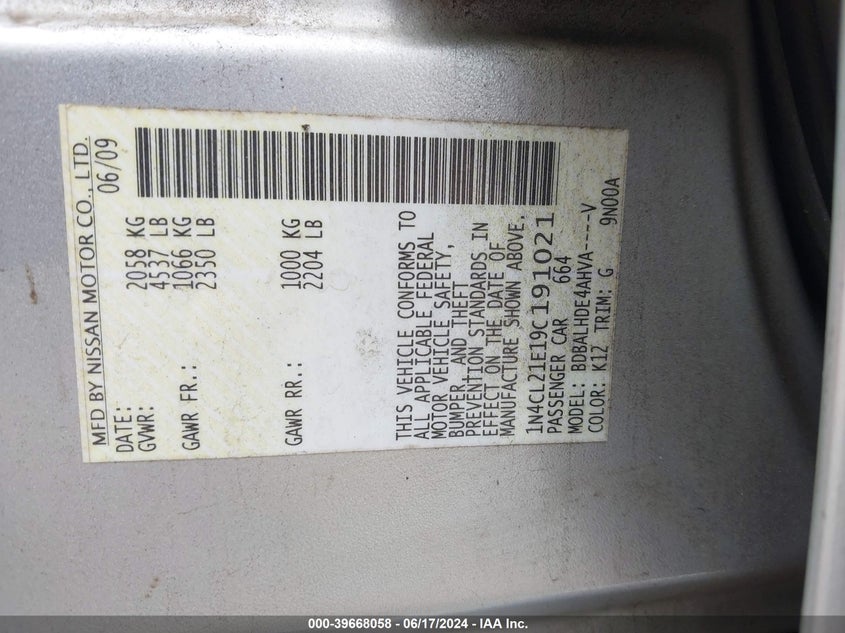 MFD BY NISSAN MOTOR CO., LTD.
DATE: 06/09
GVWR: 2058 KG
4537 LB
GAWR FR.: 1066 KG
2350 LB
GAWR RR.: 1000 KG
2204 LB
THIS VEHICLE CONFORMS TO
ALL APPLICABLE FEDERAL
MOTOR VEHICLE SAFETY,
BUMPER, AND THEFT
PREVENTION STANDARDS IN
EFFECT ON THE DATE OF
MANUFACTURE SHOWN ABOVE.
1N4CL21E19C191021
PASSENGER CAR 664
MODEL: BDBALHDE4AHVA----V
COLOR: K12 TRIM: G 9N00A
000-39668058 - 06/17/2024 - IAA Inc.